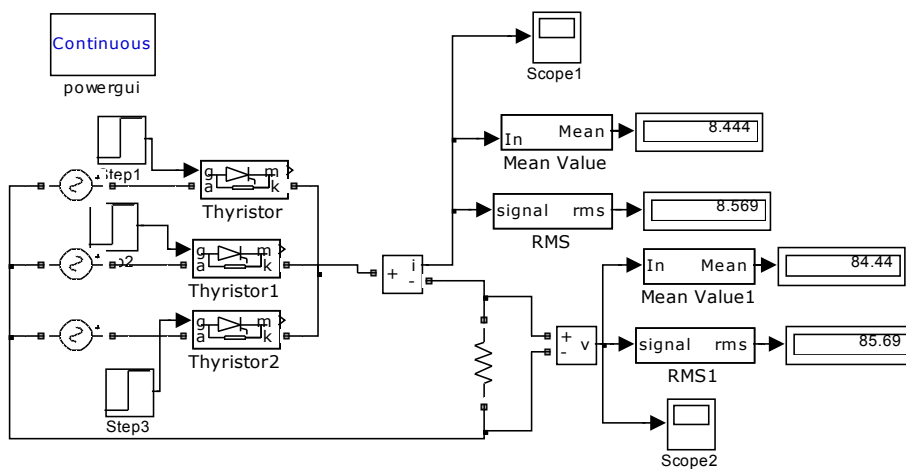 Continuous
powergui
Scope1
In Mean
8.444
Mean Value
signal rms
8.569
RMS
g m
a k
Thyristor
g m
a k
Thyristor1
+ i
-
In Mean
84.44
Mean Value1
g m
a k
Thyristor2
+
- v
signal rms
85.69
RMS1
Step3
Scope2